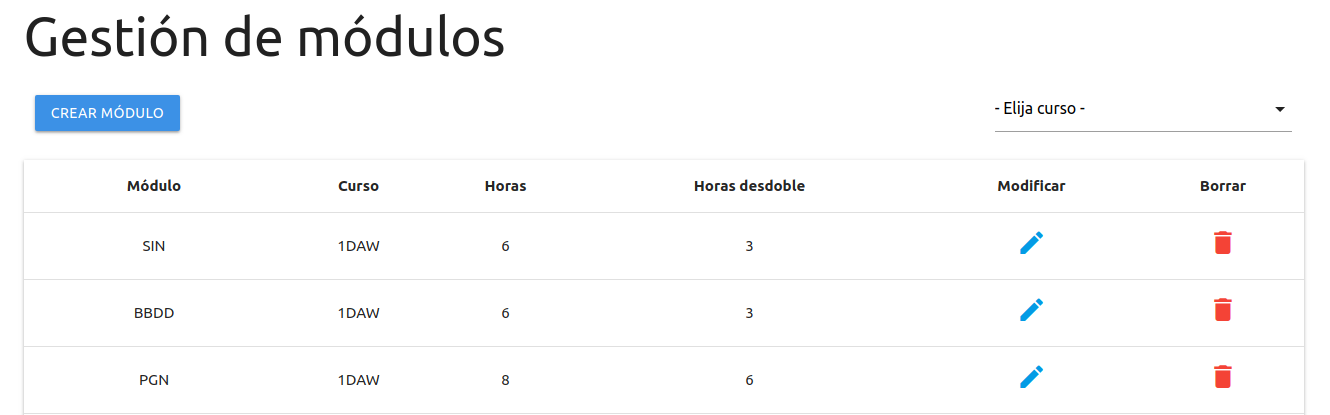 Gestión de módulos
CREAR MÓDULO - Elija curso -
Módulo Curso Horas Horas desdoble Modificar Borrar
SIN 1DAW 6 3
BBDD 1DAW 6 3
PGN 1DAW 8 6